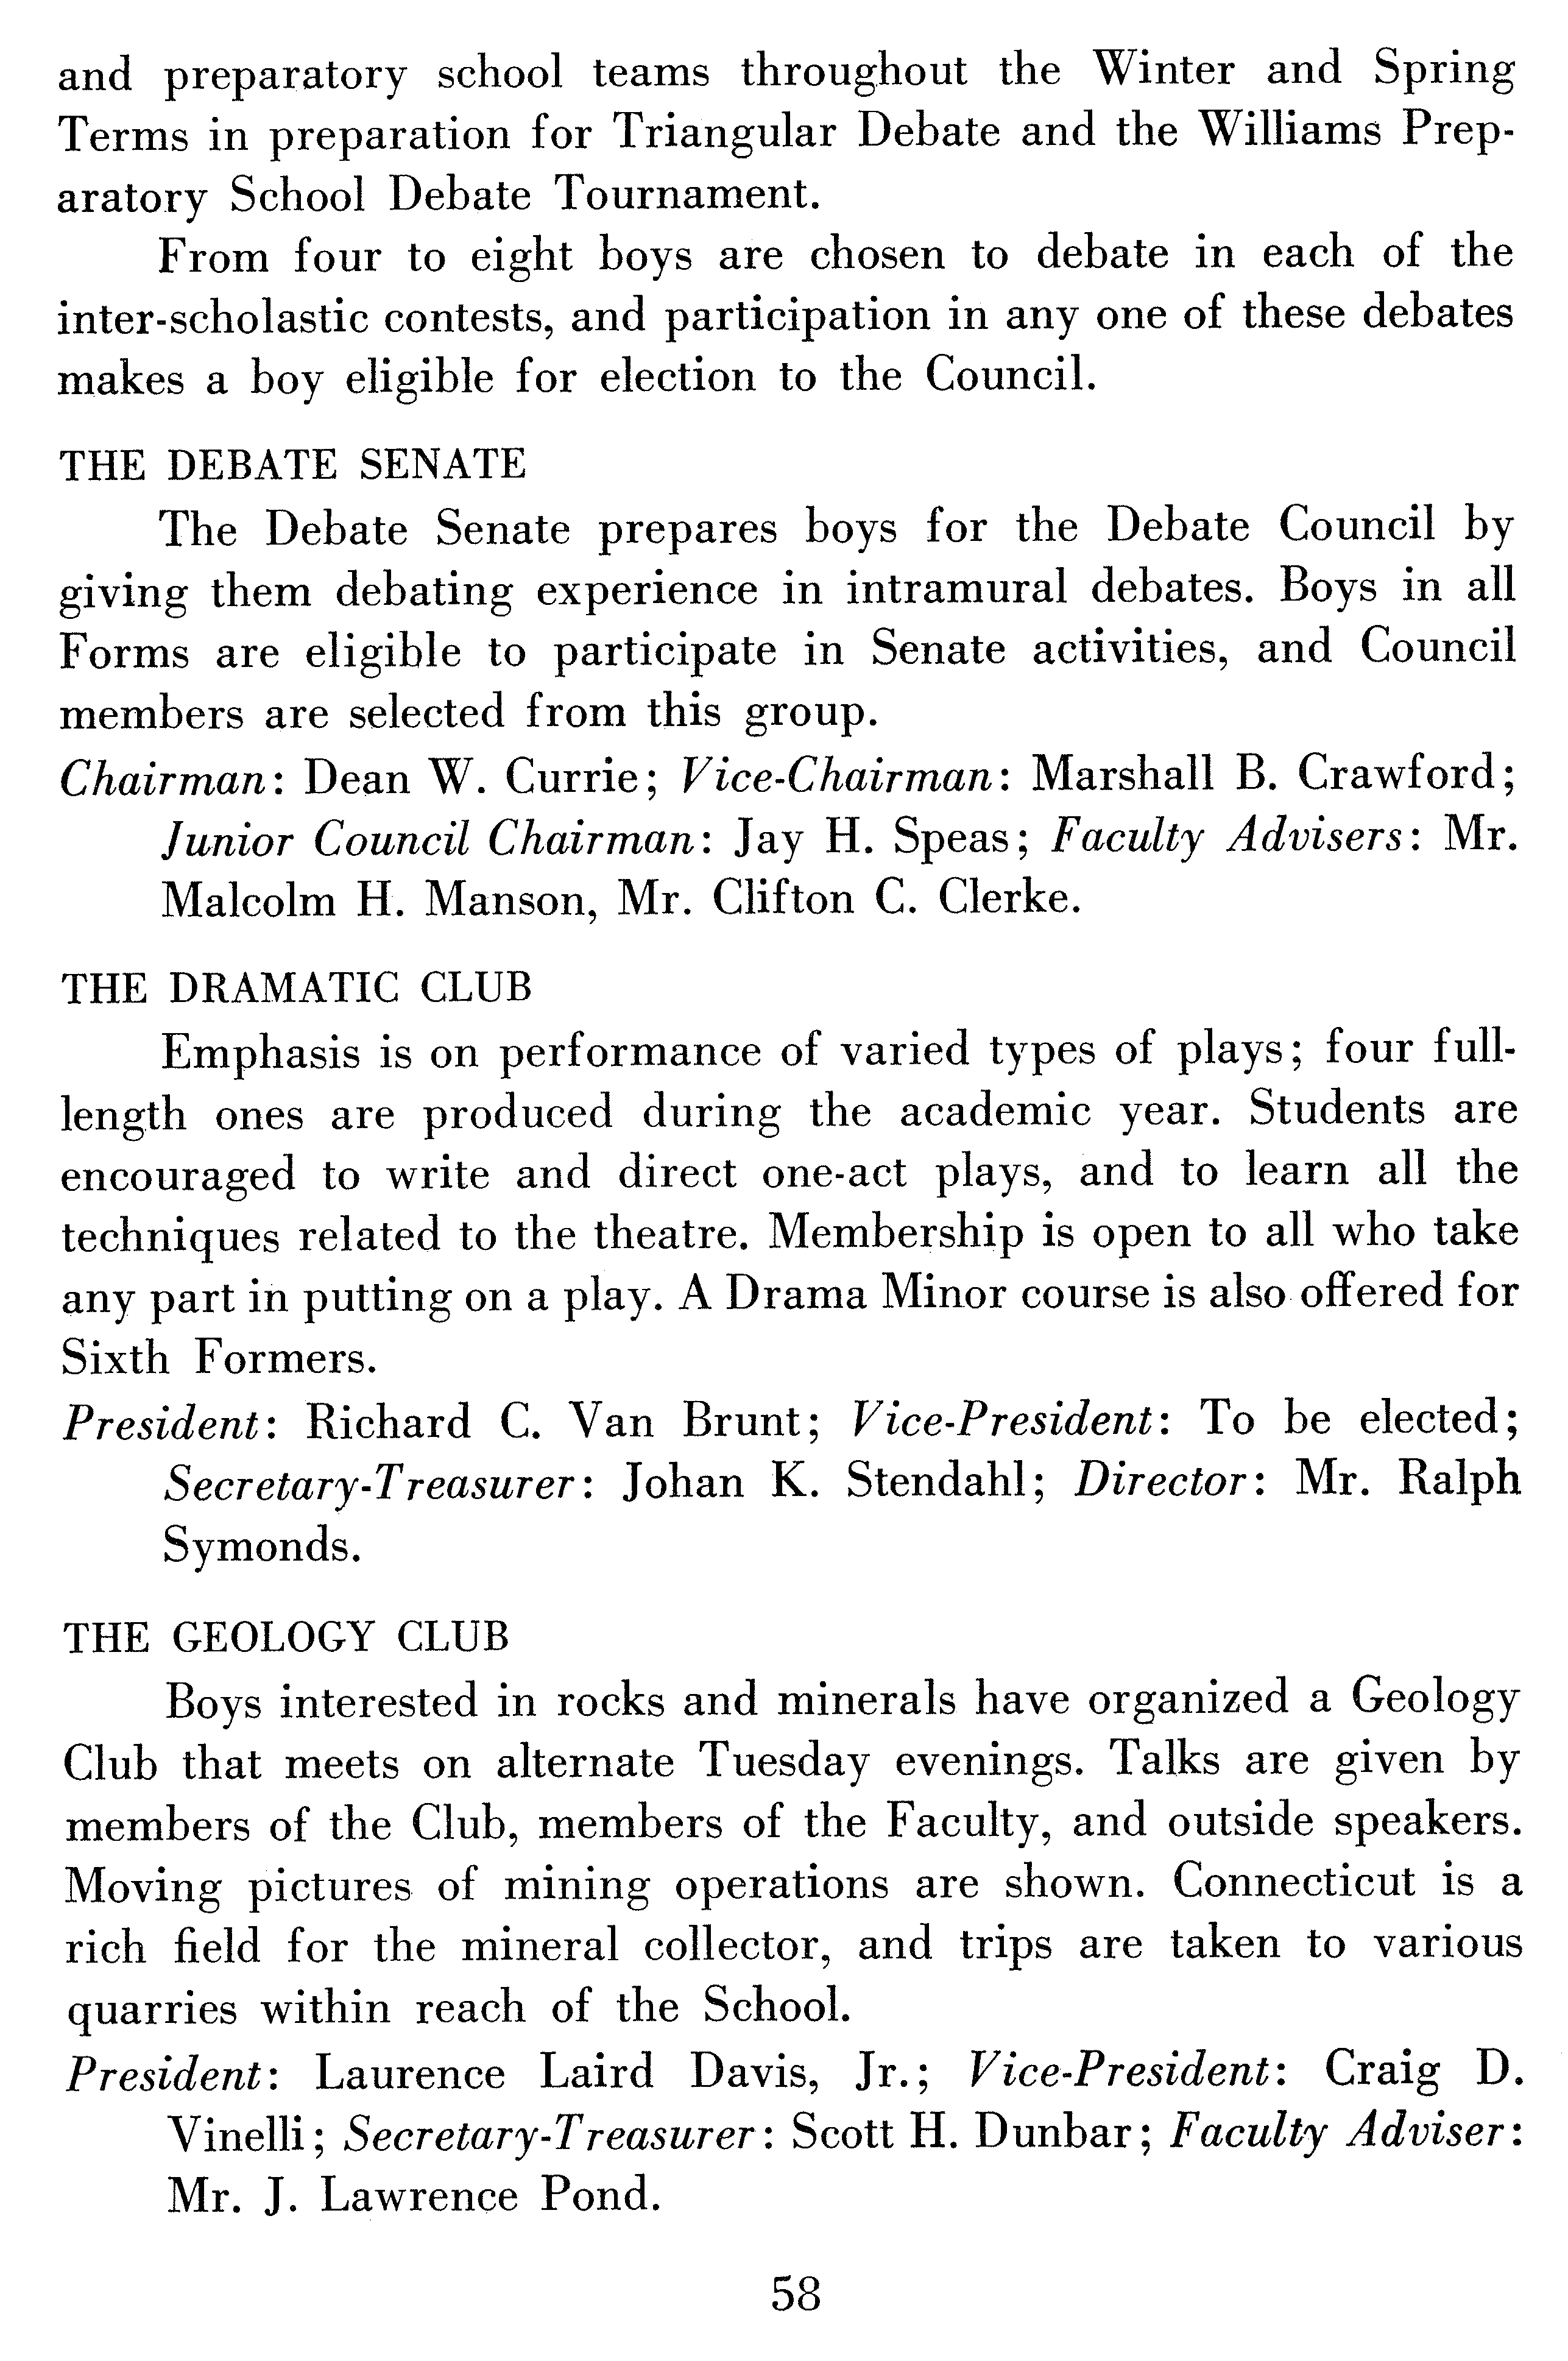 and preparatory school teams throughout the Winter and Spring
Terms in preparation for Triangular Debate and the Williams Prep-
aratory School Debate Tournament.
From four to eight boys are chosen to debate in each of the
inter-scholastic contests, and participation in any one of these debates
makes a boy eligible for election to the Council.
THE DEBATE SENATE
The Debate Senate prepares boys for the Debate Council by
giving them debating experience in intramural debates. Boys in all
Forms are eligible to participate in Senate activities, and Council
members are selected from this group.
Chairman: Dean W. Currie; Vice-Chairman: Marshall B. Crawford;
Junior Council Chairman: Jay H. Speas; Faculty Advisers: Mr.
Malcolm H. Manson, Mr. Clifton C. Clerke.
THE DRAMATIC CLUB
Emphasis is on performance of varied types of plays; four full-
length ones are produced during the academic year. Students are
encouraged to write and direct one-act plays, and to learn all the
techniques related to the theatre. Membership is open to all who take
any part in putting on a play. A Drama Minor course is also offered for
Sixth Formers.
President: Richard C. Van Brunt; Vice-President: To be elected;
Secretary-Treasurer: Johan K. Stendahl; Director: Mr. Ralph
Symonds.
THE GEOLOGY CLUB
Boys interested in rocks and minerals have organized a Geology
Club that meets on alternate Tuesday evenings. Talks are given by
members of the Club, members of the Faculty, and outside speakers.
Moving pictures of mining operations are shown. Connecticut is a
rich field for the mineral collector, and trips are taken to various
quarries within reach of the School.
President: Laurence Laird Davis, Jr.; Vice-President: Craig D.
Vinelli; Secretary-Treasurer: Scott H. Dunbar; Faculty Adviser:
Mr. J. Lawrence Pond.
58